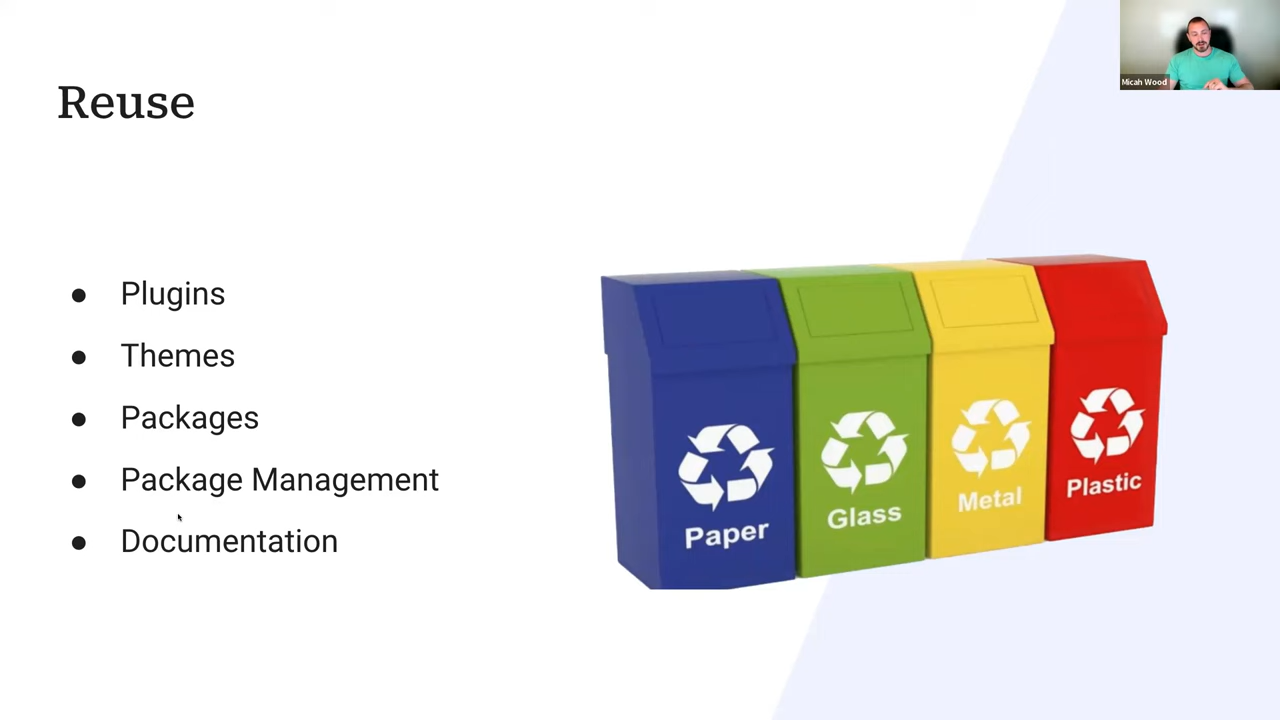 Reuse
Micah Wood
Plugins
Themes
Packages
Package Management
Documentation
Paper
Glass
Metal
Plastic